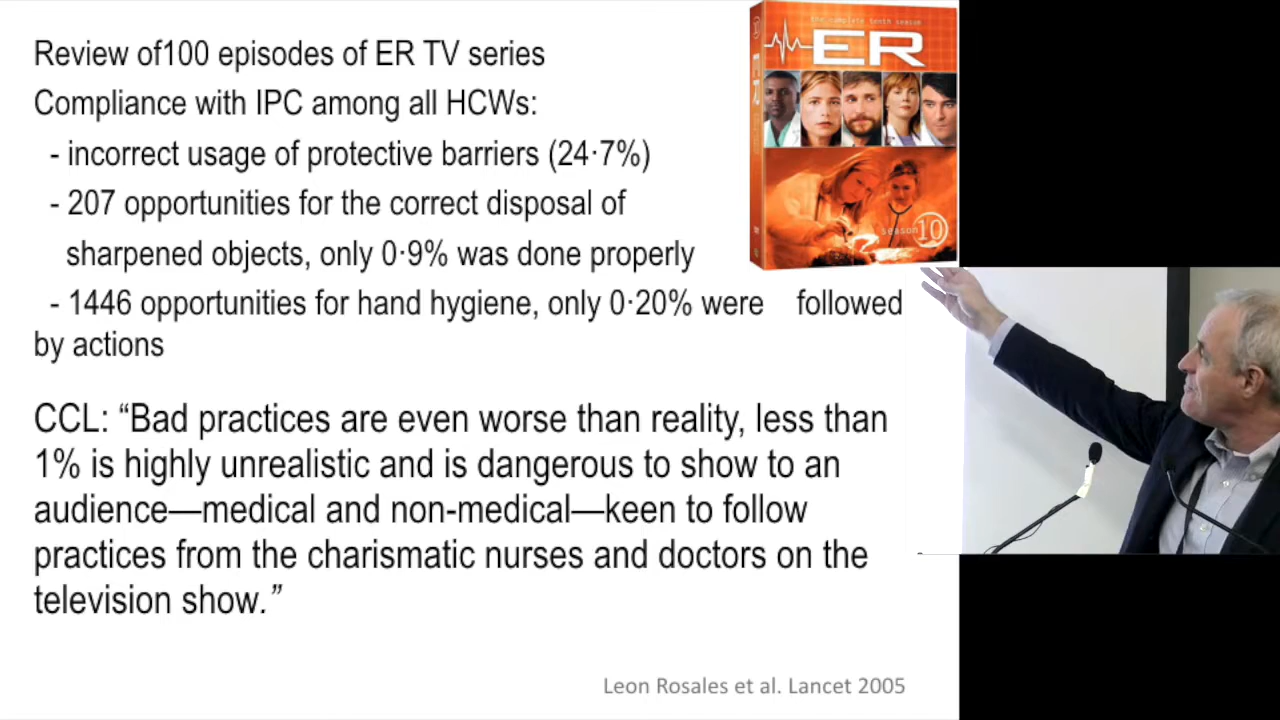 Review of100 episodes of ER TV series
Compliance with IPC among all HCWs:
- incorrect usage of protective barriers (24·7%)
- 207 opportunities for the correct disposal of
sharpened objects, only 0·9% was done properly
- 1446 opportunities for hand hygiene, only 0·20% were followed
by actions
CCL: “Bad practices are even worse than reality, less than
1% is highly unrealistic and is dangerous to show to an
audience—medical and non-medical—keen to follow
practices from the charismatic nurses and doctors on the
television show.”
Leon Rosales et al. Lancet 2005
the complete tenth season
ER
season 10